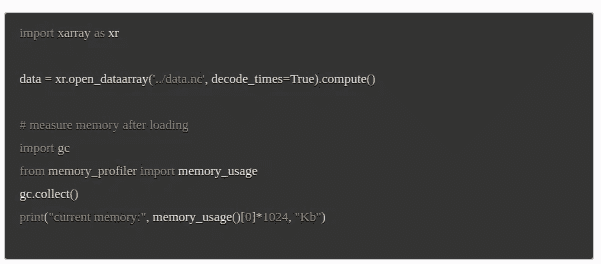 import xarray as xr
data = xr.open_dataarray('../data.nc', decode_times=True).compute()
# measure memory after loading
import gc
from memory_profiler import memory_usage
gc.collect()
print("current memory:", memory_usage()[0]*1024, "Kb")